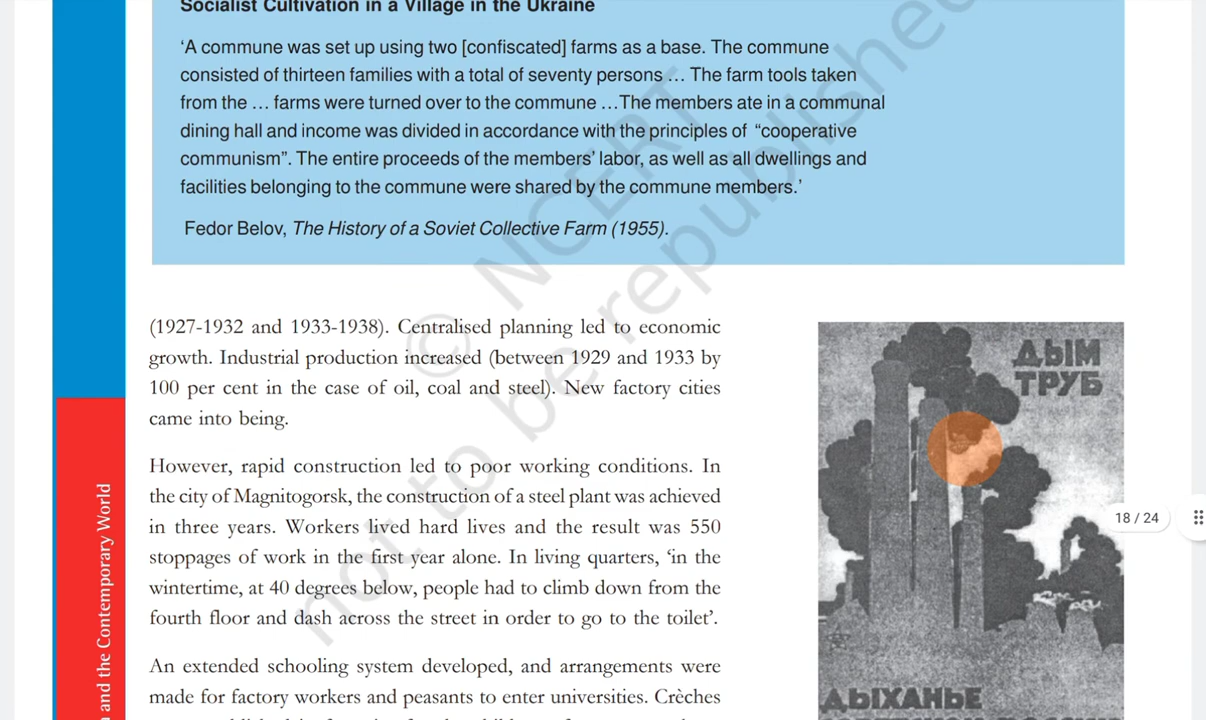 Socialist Cultivation in a Village in the Ukraine
‘A commune was set up using two [confiscated] farms as a base. The commune
consisted of thirteen families with a total of seventy persons … The farm tools taken
from the … farms were turned over to the commune …The members ate in a communal
dining hall and income was divided in accordance with the principles of “cooperative
communism”. The entire proceeds of the members’ labor, as well as all dwellings and
facilities belonging to the commune were shared by the commune members.’
Fedor Belov, The History of a Soviet Collective Farm (1955).
(1927-1932 and 1933-1938). Centralised planning led to economic
growth. Industrial production increased (between 1929 and 1933 by
100 per cent in the case of oil, coal and steel). New factory cities
came into being.
However, rapid construction led to poor working conditions. In
the city of Magnitogorsk, the construction of a steel plant was achieved
in three years. Workers lived hard lives and the result was 550
stoppages of work in the first year alone. In living quarters, ‘in the
wintertime, at 40 degrees below, people had to climb down from the
fourth floor and dash across the street in order to go to the toilet’.
An extended schooling system developed, and arrangements were
made for factory workers and peasants to enter universities. Crèches
ДЫМ
ТРУБ
ДЫХАНЬЕ
18 / 24
and the Contemporary World
© NCERT
not to be republished